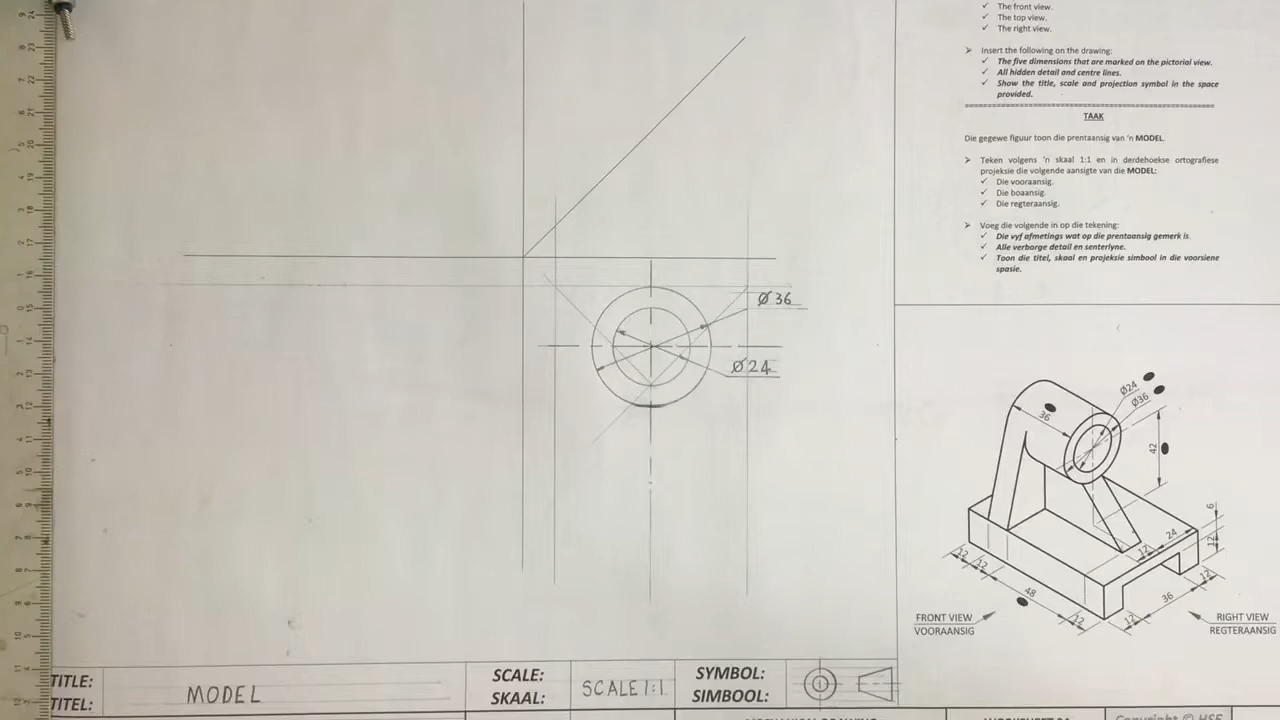 ✓ The front view.
✓ The top view.
✓ The right view.
➢ Insert the following on the drawing:
✓ The five dimensions that are marked on the pictorial view.
✓ All hidden detail and centre lines.
✓ Show the title, scale and projection symbol in the space
provided.
TAAK
Die gegewe figuur toon die prentaansig van 'n MODEL.
➢ Teken volgens 'n skaal 1:1 en in derdehoekse ortografiese
projeksie die volgende aansigte van die MODEL:
✓ Die vooraansig.
✓ Die boaansig.
✓ Die regteraansig.
➢ Voeg die volgende in op die tekening:
✓ Die vyf afmetings wat op die prentaansig gemerk is.
✓ Alle verborge detail en senterlyne.
✓ Toon die titel, skaal en projeksie simbool in die voorsiene
spasie.
Ø36
Ø24
Ø24
Ø36
36
42
6
12
24
12
12
12
48
12
12
36
12
FRONT VIEW
VOORAANSIG
RIGHT VIEW
REGTERAANSIG
TITLE:
TITEL:
MODEL
SCALE:
SKAAL:
SCALE 1:1
SYMBOL:
SIMBOOL:
Copyright © HSE